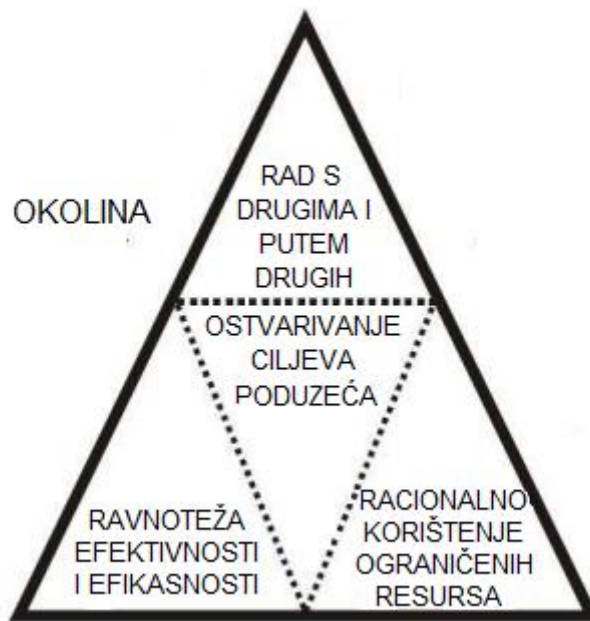 RAD S
DRUGIMA I
PUTEM
DRUGIH
OKOLINA
OSTVARIVANJE
CILJEVA
PODUZEĆA
RAVNOTEŽA
EFEKTIVNOSTI
I EFIKASNOSTI
RACIONALNO
KORIŠTENJE
OGRANIČENIH
RESURSA